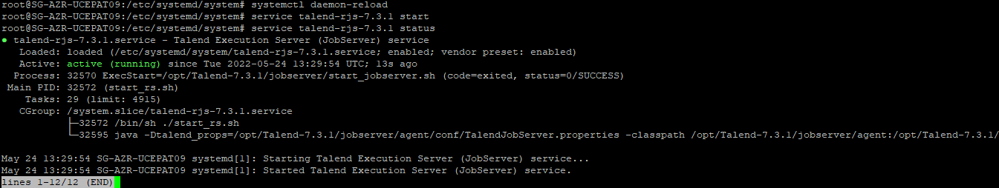 root@SG-AZR-UCEPAT09:/etc/systemd/system# systemctl daemon-reload
root@SG-AZR-UCEPAT09:/etc/systemd/system# service talend-rjs-7.3.1 start
root@SG-AZR-UCEPAT09:/etc/systemd/system# service talend-rjs-7.3.1 status
● talend-rjs-7.3.1.service - Talend Execution Server (JobServer) service
   Loaded: loaded (/etc/systemd/system/talend-rjs-7.3.1.service; enabled; vendor preset: enabled)
   Active: active (running) since Tue 2022-05-24 13:29:54 UTC; 13s ago
  Process: 32570 ExecStart=/opt/Talend-7.3.1/jobserver/start_jobserver.sh (code=exited, status=0/SUCCESS)
 Main PID: 32572 (start_rs.sh)
    Tasks: 29 (limit: 4915)
   CGroup: /system.slice/talend-rjs-7.3.1.service
           ├─32572 /bin/sh ./start_rs.sh
           └─32595 java -Dtalend_props=/opt/Talend-7.3.1/jobserver/agent/conf/TalendJobServer.properties -classpath /opt/Talend-7.3.1/jobserver/agent:/opt/Talend-7.3.1/
May 24 13:29:54 SG-AZR-UCEPAT09 systemd[1]: Starting Talend Execution Server (JobServer) service...
May 24 13:29:54 SG-AZR-UCEPAT09 systemd[1]: Started Talend Execution Server (JobServer) service.
lines 1-12/12 (END)